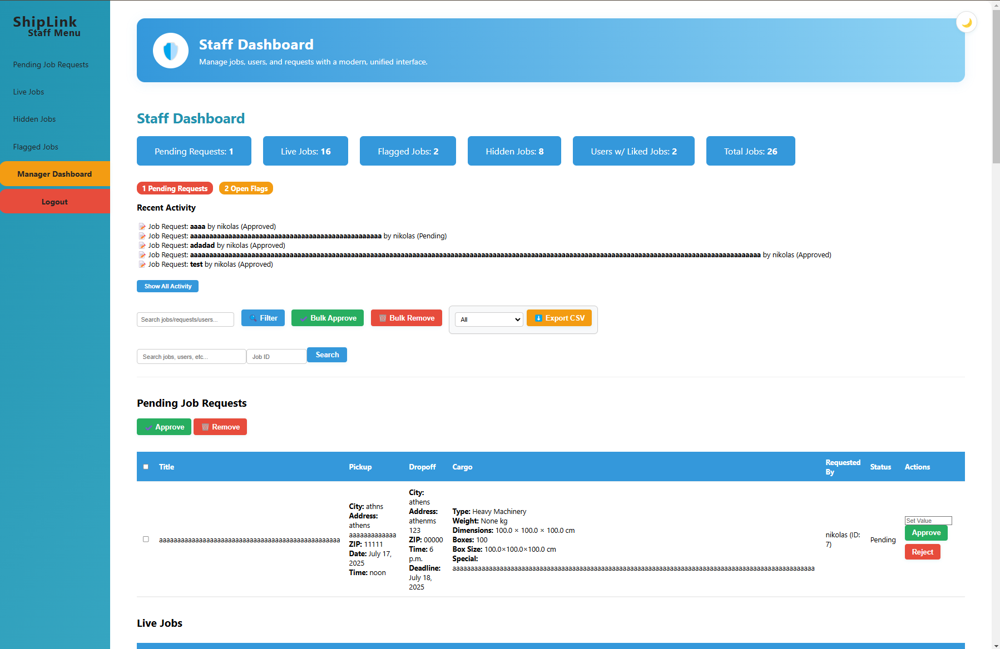 ShipLink
Staff Menu
Pending Job Requests
Live Jobs
Hidden Jobs
Flagged Jobs
Manager Dashboard
Logout
Staff Dashboard
Manage jobs, users, and requests with a modern, unified interface.
Staff Dashboard
Pending Requests: 1
Live Jobs: 16
Flagged Jobs: 2
Hidden Jobs: 8
Users w/ Liked Jobs: 2
Total Jobs: 26
1 Pending Requests
2 Open Flags
Recent Activity
Job Request: aaaa by nikolas (Approved)
Job Request: by nikolas (Pending)
Job Request: adadad by nikolas (Approved)
Job Request: by nikolas (Approved)
Job Request: test by nikolas (Approved)
Show All Activity
Search jobs/requests/users...
Filter
Bulk Approve
Bulk Remove
All
Export CSV
Search jobs, users, etc...
Job ID
Search
Pending Job Requests
Approve
Remove
Title
Pickup
Dropoff
Cargo
Requested
By
Status
Actions
City: athns
Address:
athens
aaaaaaaaaaaaa
ZIP: 11111
Date: July 17,
2025
Time: noon
City:
athens
Address:
athenms
123
ZIP: 00000
Time: 6
p.m.
Deadline:
July 18,
2025
Type: Heavy Machinery
Weight: None kg
Dimensions: 100.0 × 100.0 × 100.0 cm
Boxes: 100
Box Size: 100.0×100.0×100.0 cm
Special:
nikolas (ID:
7)
Pending
Set Value
Approve
Reject
Live Jobs